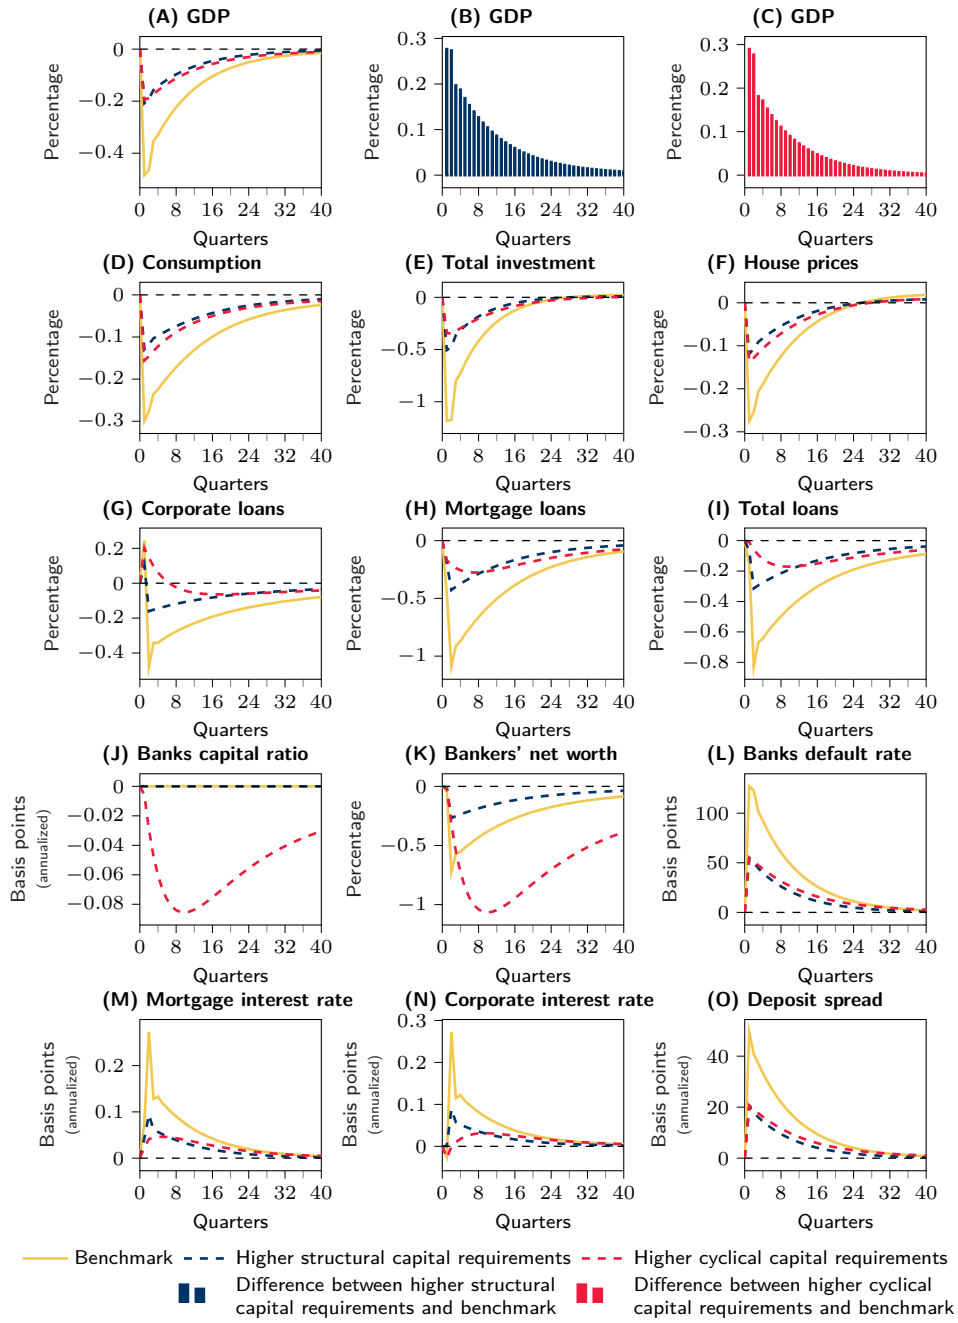 (A) GDP
(B) GDP
(C) GDP
Percentage
0
−0.2
−0.4
0 8 16 24 32 40
Quarters
Percentage
0.3
0.2
0.1
0
0 8 16 24 32 40
Quarters
Percentage
0.3
0.2
0.1
0
0 8 16 24 32 40
Quarters
(D) Consumption
(E) Total investment
(F) House prices
Percentage
0
−0.1
−0.2
−0.3
0 8 16 24 32 40
Quarters
Percentage
0
−0.5
−1
0 8 16 24 32 40
Quarters
Percentage
0
−0.1
−0.2
−0.3
0 8 16 24 32 40
Quarters
(G) Corporate loans
(H) Mortgage loans
(I) Total loans
Percentage
0.2
0
−0.2
−0.4
0 8 16 24 32 40
Quarters
Percentage
0
−0.5
−1
0 8 16 24 32 40
Quarters
Percentage
0
−0.2
−0.4
−0.6
−0.8
0 8 16 24 32 40
Quarters
(J) Banks capital ratio
(K) Bankers' net worth
(L) Banks default rate
Basis points
(annualized)
0
−0.02
−0.04
−0.06
−0.08
0 8 16 24 32 40
Quarters
Percentage
0
−1
0 8 16 24 32 40
Quarters
Basis points
100
50
0
0 8 16 24 32 40
Quarters
(M) Mortgage interest rate
(N) Corporate interest rate
(O) Deposit spread
Basis points
(annualized)
0.2
0.1
0
0 8 16 24 32 40
Quarters
Basis points
(annualized)
0.3
0.2
0.1
0
0 8 16 24 32 40
Quarters
Basis points
(annualized)
40
20
0
0 8 16 24 32 40
Quarters
Benchmark
Higher structural capital requirements
Higher cyclical capital requirements
Difference between higher structural
capital requirements and benchmark
Difference between higher cyclical
capital requirements and benchmark